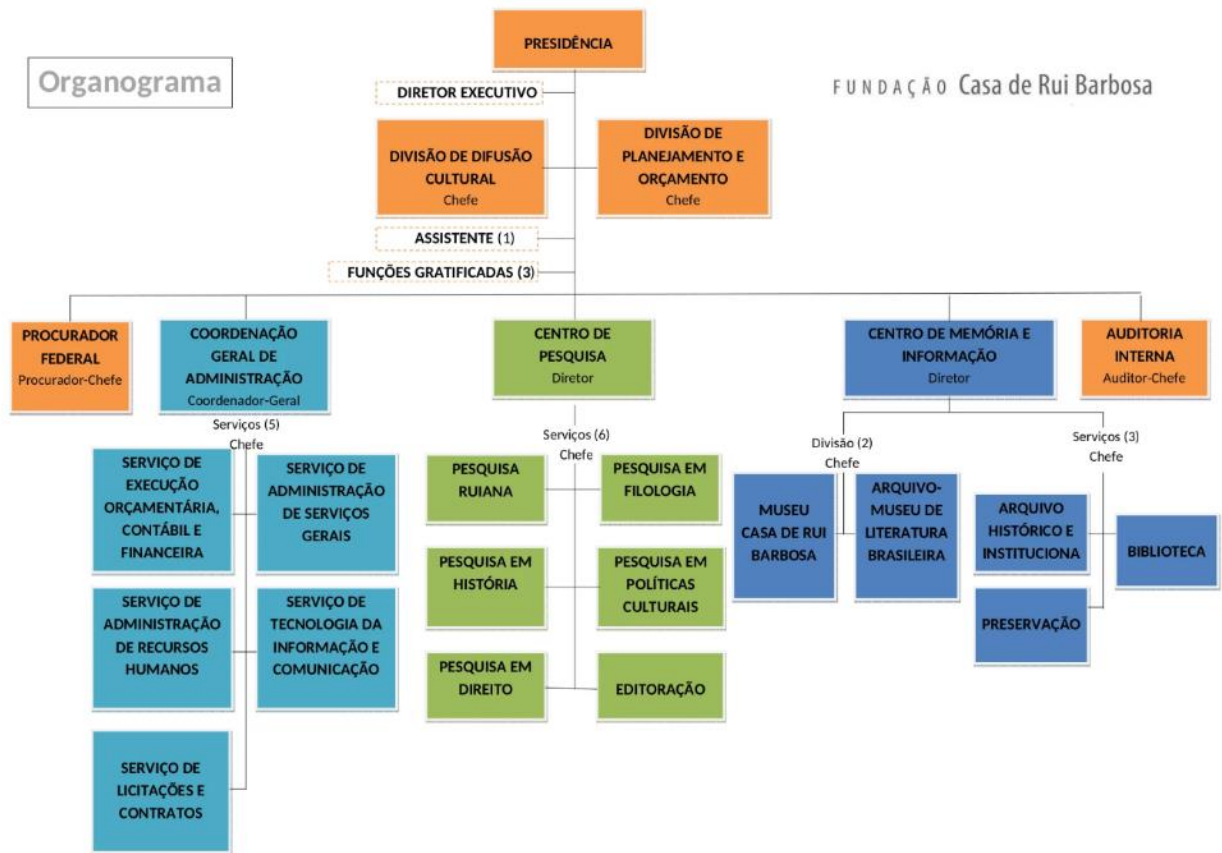 PRESIDÊNCIA
Organograma
FUNDAÇÃO Casa de Rui Barbosa
DIRETOR EXECUTIVO
DIVISÃO DE DIFUSÃO
CULTURAL
Chefe
DIVISÃO DE
PLANEJAMENTO E
ORÇAMENTO
Chefe
ASSISTENTE (1)
FUNÇÕES GRATIFICADAS (3)
PROCURADOR
FEDERAL
Procurador-Chefe
COORDENAÇÃO
GERAL DE
ADMINISTRAÇÃO
Coordenador-Geral
CENTRO DE
PESQUISA
Diretor
CENTRO DE MEMÓRIA E
INFORMAÇÃO
Diretor
AUDITORIA
INTERNA
Auditor-Chefe
Serviços (5)
Chefe
SERVIÇO DE
EXECUÇÃO
ORÇAMENTÁRIA,
CONTÁBIL E
FINANCEIRA
SERVIÇO DE
ADMINISTRAÇÃO
DE SERVIÇOS
GERAIS
SERVIÇO DE
ADMINISTRAÇÃO
DE RECURSOS
HUMANOS
SERVIÇO DE
TECNOLOGIA DA
INFORMAÇÃO E
COMUNICAÇÃO
SERVIÇO DE
LICITAÇÕES E
CONTRATOS
Serviços (6)
Chefe
PESQUISA
RUIANA
PESQUISA EM
FILOLOGIA
PESQUISA EM
HISTÓRIA
PESQUISA EM
POLÍTICAS
CULTURAIS
PESQUISA EM
DIREITO
EDITORAÇÃO
Divisão (2)
Chefe
MUSEU
CASA DE RUI
BARBOSA
ARQUIVO-
MUSEU DE
LITERATURA
BRASILEIRA
Serviços (3)
Chefe
ARQUIVO
HISTÓRICO E
INSTITUCIONA
BIBLIOTECA
PRESERVAÇÃO